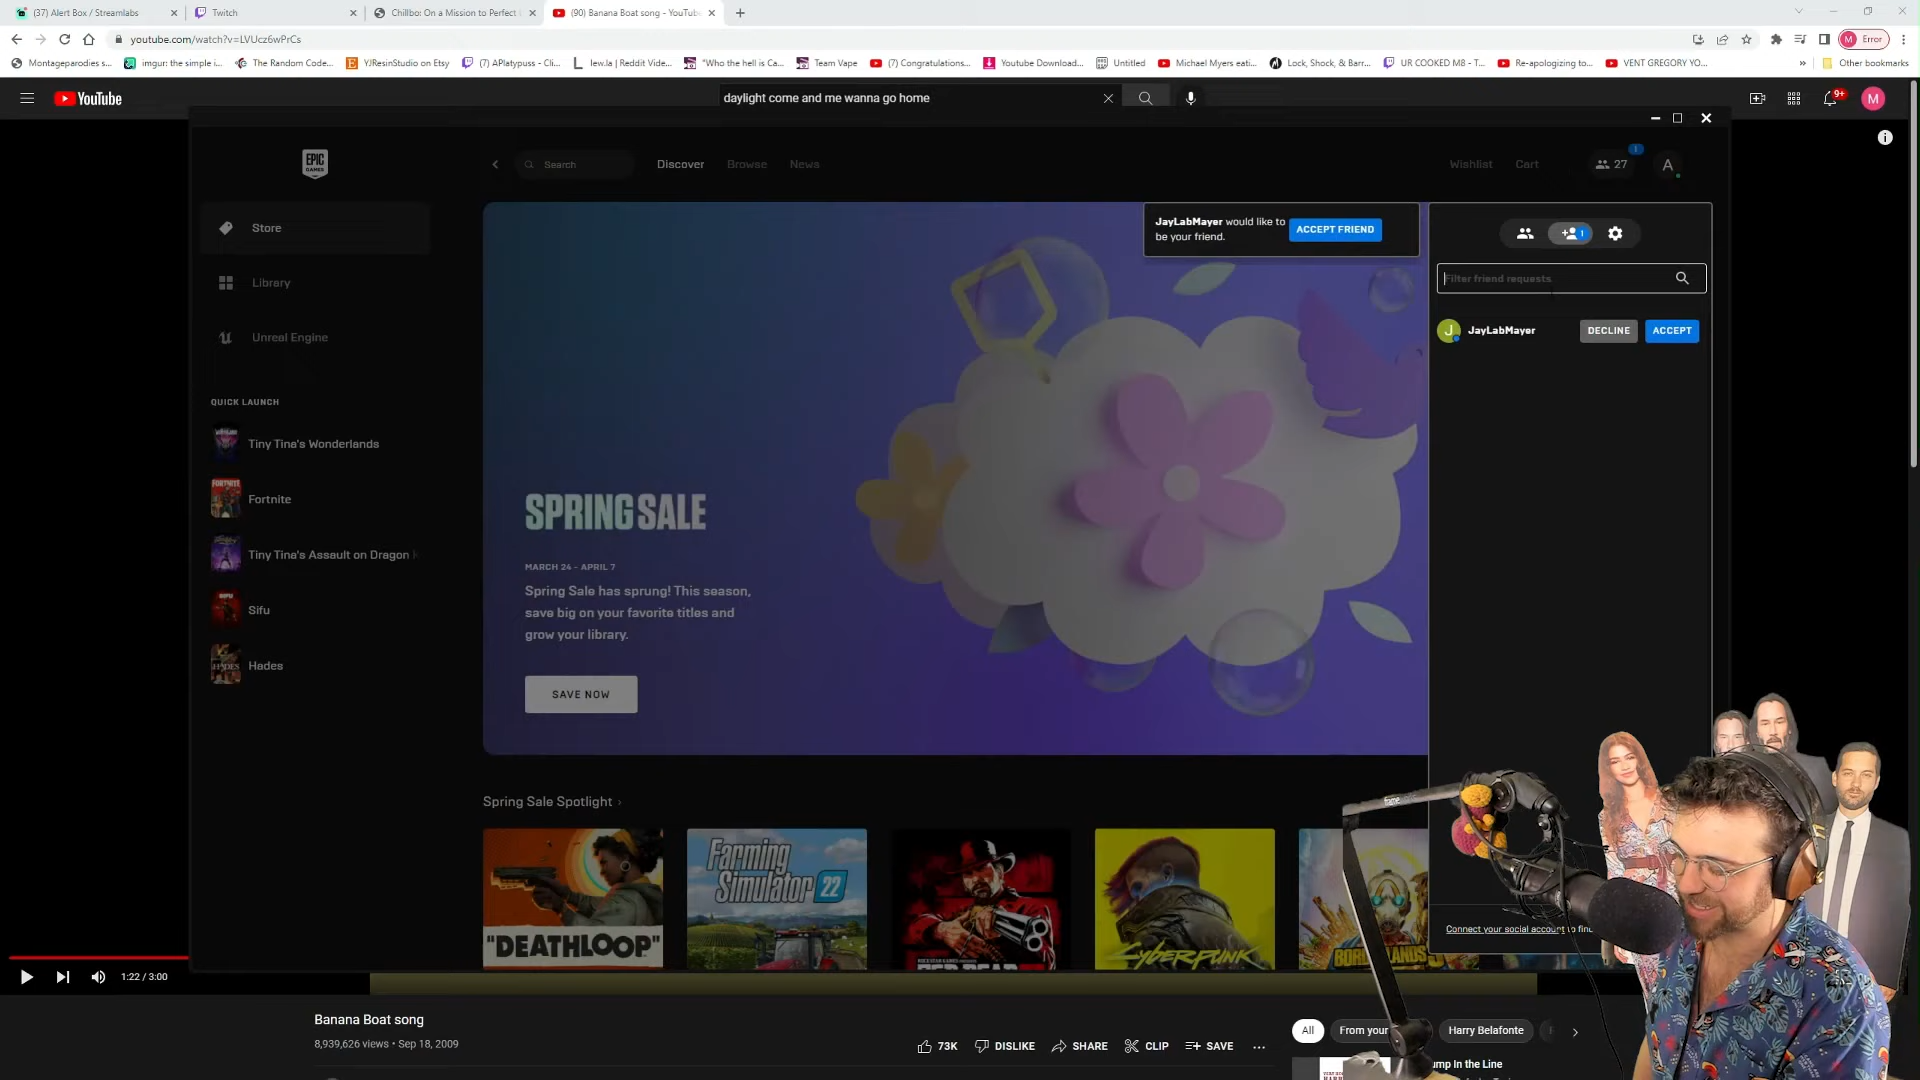 (37) Alert Box / Streamlabs
Twitch
Chillbo: On a Mission to Perfect
(90) Banana Boat song - YouTube
youtube.com/watch?v=LVUcz6wPrCs
Error
Montageparodies s...
imgur: the simple i...
The Random Code...
YJResinStudio on Etsy
(7) APlatypuss - Cli...
lew.la | Reddit Vide...
"Who the hell is Ca...
Team Vape
(7) Congratulations...
Youtube Download...
Untitled
Michael Myers eati...
Lock, Shock, & Barr...
UR COOKED M8 - T...
Re-apologizing to...
VENT GREGORY YO...
»
Other bookmarks
YouTube
daylight come and me wanna go home
9+
M
EPIC GAMES
Search
Discover
Browse
News
Wishlist
Cart
27
1
A
Store
Library
Unreal Engine
QUICK LAUNCH
Tiny Tina's Wonderlands
Fortnite
Tiny Tina's Assault on Dragon
Sifu
Hades
JayLabMayer would like to
be your friend.
ACCEPT FRIEND
1
Filter friend requests
J
JayLabMayer
DECLINE
ACCEPT
SPRING SALE
MARCH 24 - APRIL 7
Spring Sale has sprung! This season,
save big on your favorite titles and
grow your library.
SAVE NOW
Spring Sale Spotlight
"DEATHLOOP"
Farming
Simulator 22
Cyberpunk
Connect your social account to find
1:22 / 3:00
Banana Boat song
8,939,626 views • Sep 18, 2009
73K
DISLIKE
SHARE
CLIP
SAVE
...
All
From your
Harry Belafonte
Jump In the Line